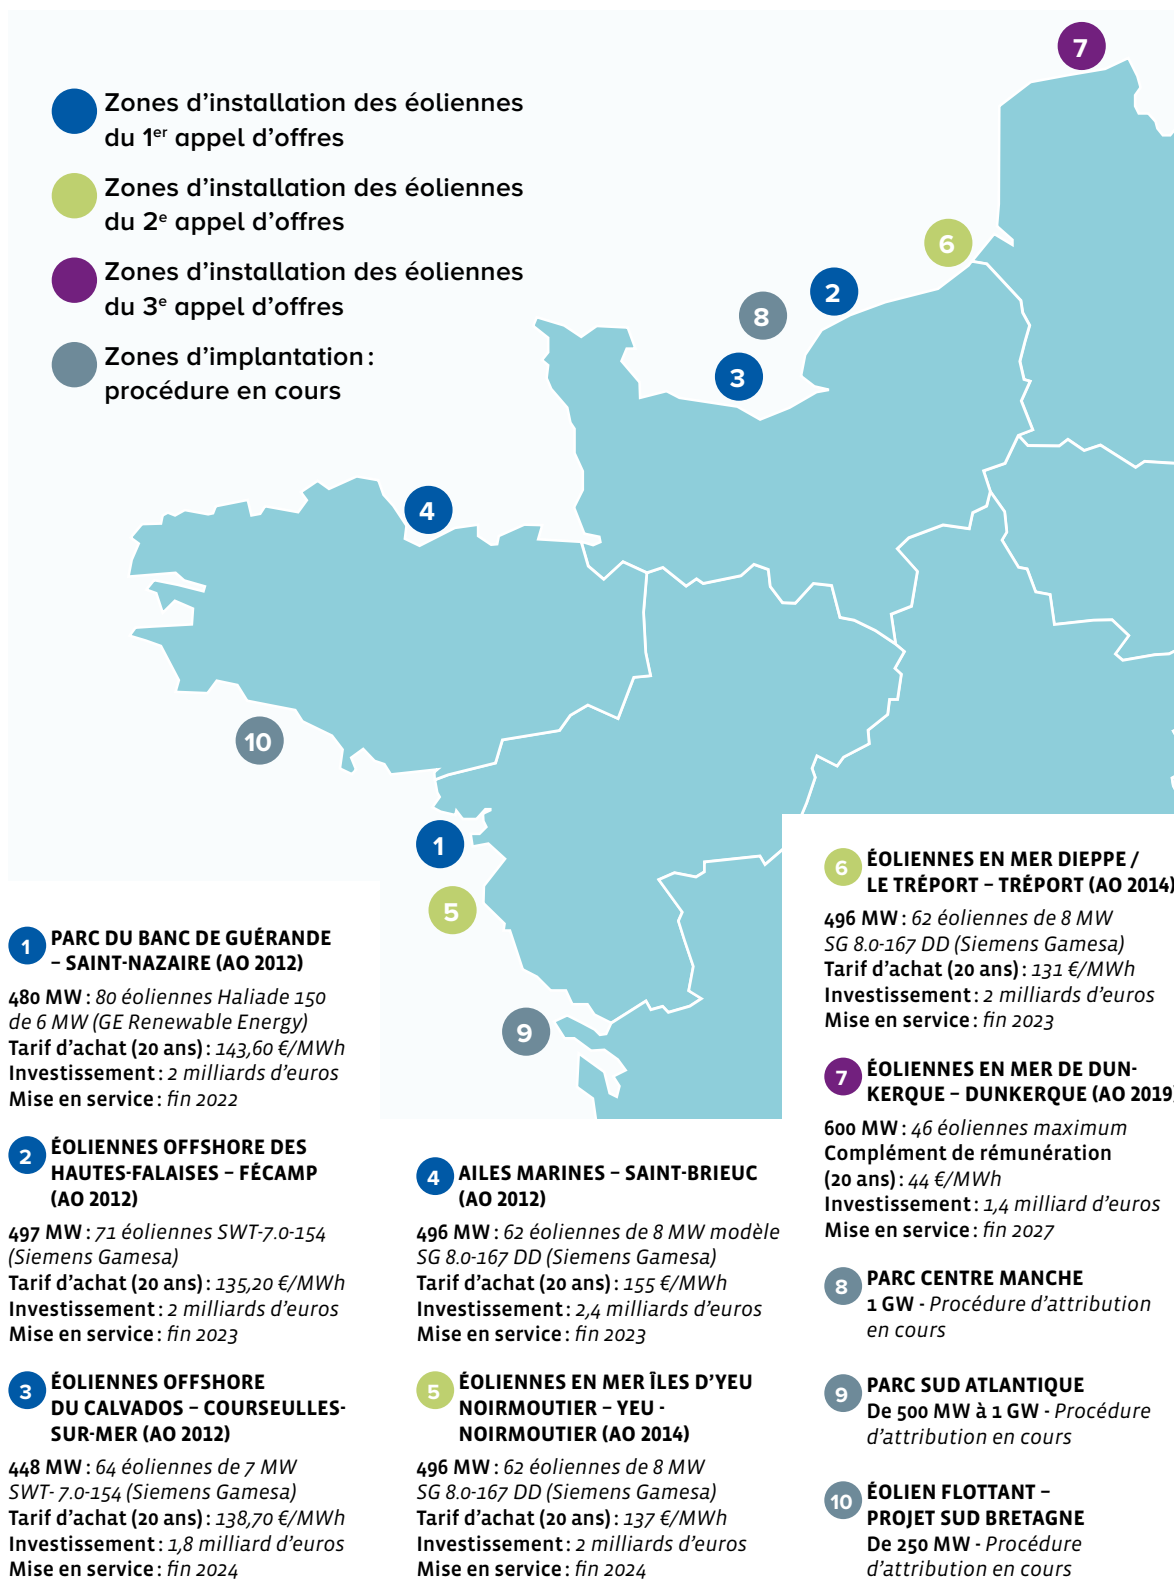 Zones d'installation des éoliennes
du 1er appel d'offres
Zones d'installation des éoliennes
du 2e appel d'offres
Zones d'installation des éoliennes
du 3e appel d'offres
Zones d'implantation :
procédure en cours
7
6
2
8
3
4
10
1
5
9
1 PARC DU BANC DE GUÉRANDE
– SAINT-NAZAIRE (AO 2012)
480 MW : 80 éoliennes Haliade 150
de 6 MW (GE Renewable Energy)
Tarif d'achat (20 ans) : 143,60 €/MWh
Investissement : 2 milliards d'euros
Mise en service : fin 2022
2 ÉOLIENNES OFFSHORE DES
HAUTES-FALAISES – FÉCAMP
(AO 2012)
497 MW : 71 éoliennes SWT-7.0-154
(Siemens Gamesa)
Tarif d'achat (20 ans) : 135,20 €/MWh
Investissement : 2 milliards d'euros
Mise en service : fin 2023
3 ÉOLIENNES OFFSHORE
DU CALVADOS – COURSEULLES-
SUR-MER (AO 2012)
448 MW : 64 éoliennes de 7 MW
SWT- 7.0-154 (Siemens Gamesa)
Tarif d'achat (20 ans) : 138,70 €/MWh
Investissement : 1,8 milliard d'euros
Mise en service : fin 2024
4 AILES MARINES – SAINT-BRIEUC
(AO 2012)
496 MW : 62 éoliennes de 8 MW modèle
SG 8.0-167 DD (Siemens Gamesa)
Tarif d'achat (20 ans) : 155 €/MWh
Investissement : 2,4 milliards d'euros
Mise en service : fin 2023
5 ÉOLIENNES EN MER ÎLES D'YEU
NOIRMOUTIER – YEU -
NOIRMOUTIER (AO 2014)
496 MW : 62 éoliennes de 8 MW
SG 8.0-167 DD (Siemens Gamesa)
Tarif d'achat (20 ans) : 137 €/MWh
Investissement : 2 milliards d'euros
Mise en service : fin 2024
6 ÉOLIENNES EN MER DIEPPE /
LE TRÉPORT – TRÉPORT (AO 2014)
496 MW : 62 éoliennes de 8 MW
SG 8.0-167 DD (Siemens Gamesa)
Tarif d'achat (20 ans) : 131 €/MWh
Investissement : 2 milliards d'euros
Mise en service : fin 2023
7 ÉOLIENNES EN MER DE DUN-
KERQUE – DUNKERQUE (AO 2019)
600 MW : 46 éoliennes maximum
Complément de rémunération
(20 ans) : 44 €/MWh
Investissement : 1,4 milliard d'euros
Mise en service : fin 2027
8 PARC CENTRE MANCHE
1 GW - Procédure d'attribution
en cours
9 PARC SUD ATLANTIQUE
De 500 MW à 1 GW - Procédure
d'attribution en cours
10 ÉOLIEN FLOTTANT –
PROJET SUD BRETAGNE
De 250 MW - Procédure
d'attribution en cours